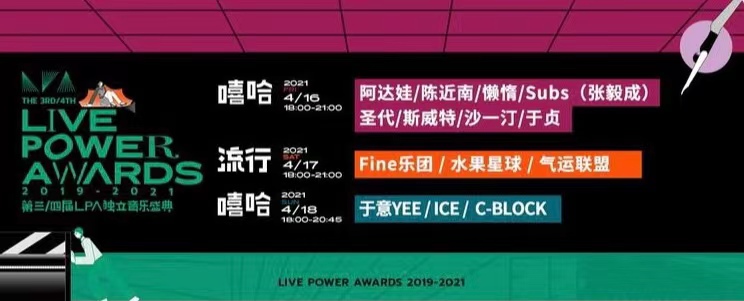 LPA
THE 3RD/4TH
LIVE
POWER
AWARDS
2019-2021
第三/四届LPA独立音乐盛典
嘻哈
2021
FRI
4/16
18:00-21:00
阿达娃/陈近南/懒惰/Subs（张毅成）
圣代/斯威特/沙一汀/于贞
流行
2021
SAT
4/17
18:00-21:00
Fine乐团 / 水果星球 / 气运联盟
嘻哈
2021
SUN
4/18
18:00-20:45
于意YEE/ICE/ C-BLOCK
LIVE POWER AWARDS 2019-2021